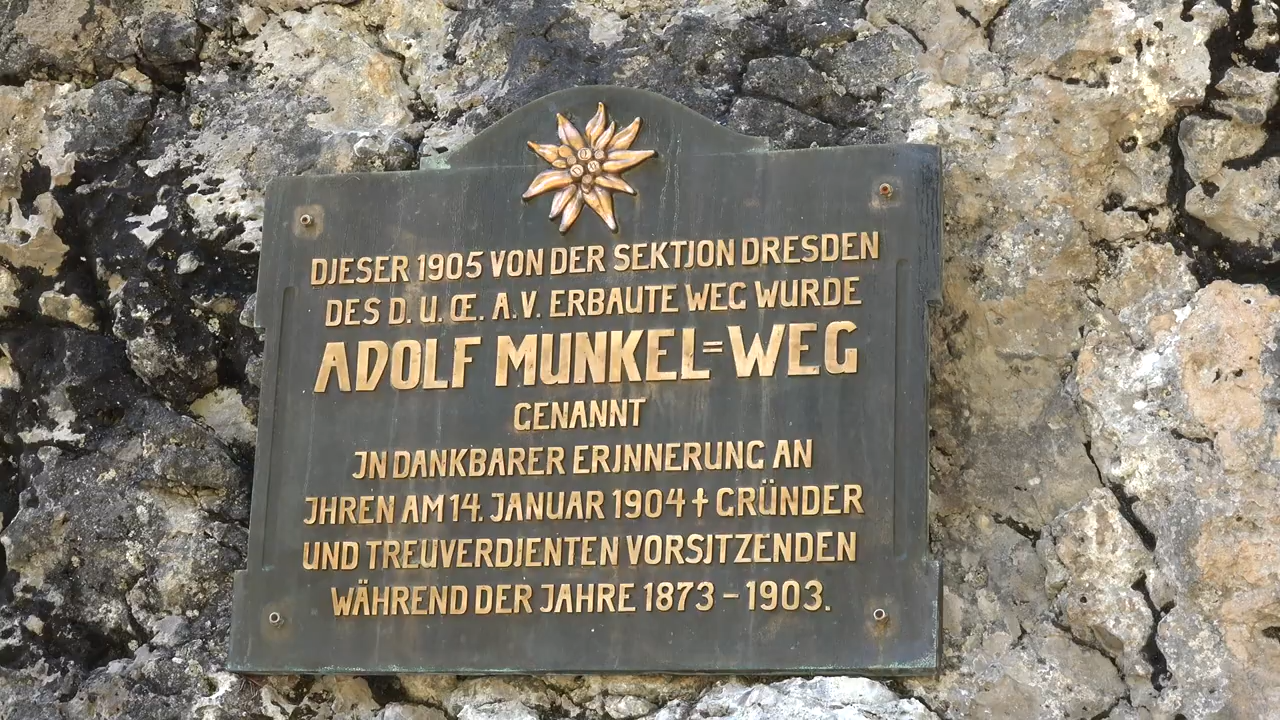 DJESER 1905 VON DER SEKTJON DRESDEN
DES D. U. Œ. A. V. ERBAUTE WEG WURDE
ADOLF MUNKEL=WEG
GENANNT
JN DANKBARER ERJNNERUNG AN
JHREN AM 14. JANUAR 1904 † GRÜNDER
UND TREUVERDJENTEN VORSJTZENDEN
WÄHREND DER JAHRE 1873 – 1903.